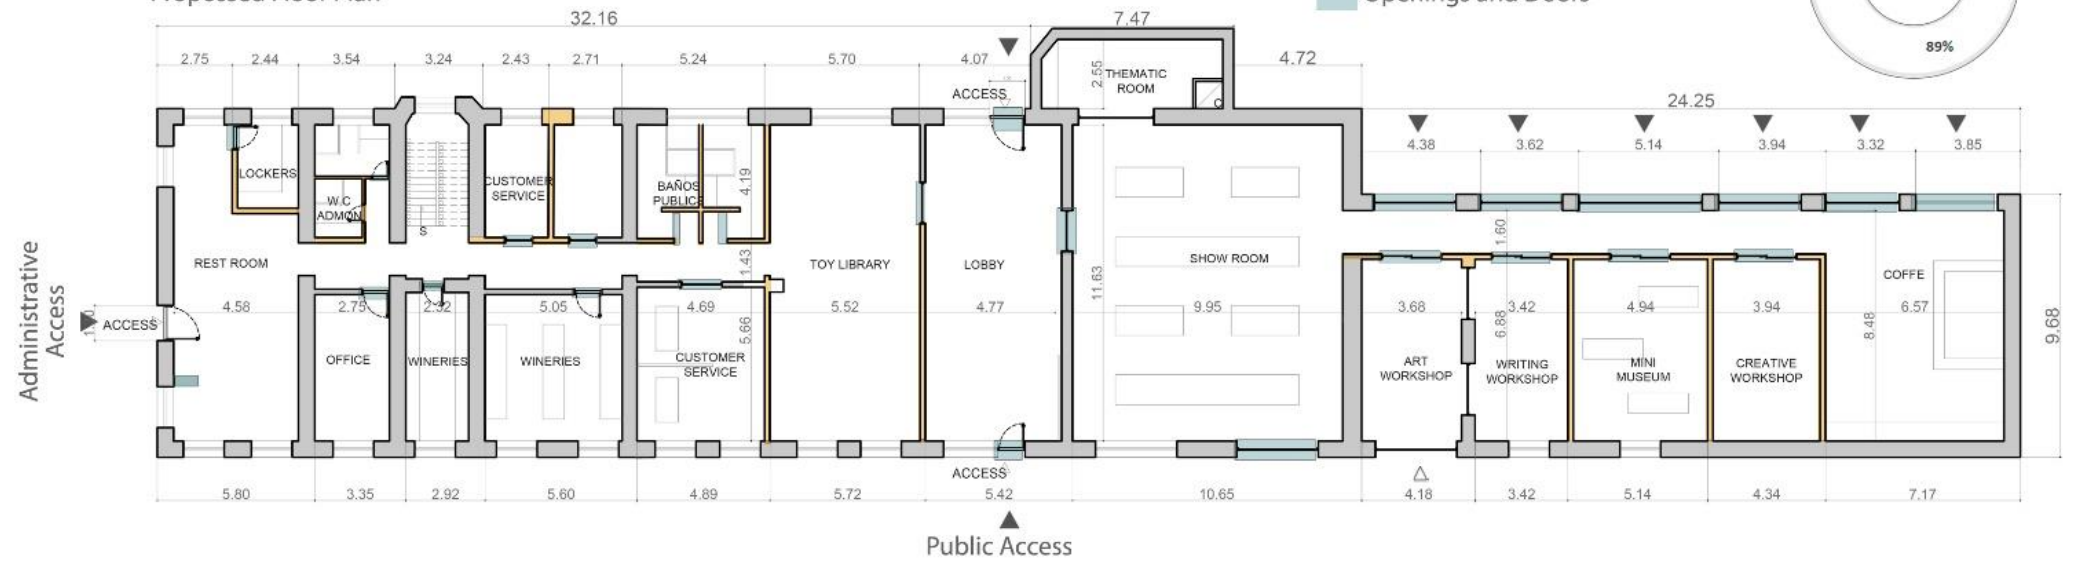 Proposed Floor Plan
Openings and Doors
89%
32.16
7.47
2.75 2.44 3.54 3.24 2.43 2.71 5.24 5.70 4.07
4.72
24.25
4.38 3.62 5.14 3.94 3.32 3.85
THEMATIC
ROOM
2.55
C
ACCESS
LOCKERS
W.C
ADMON
S
CUSTOMER
SERVICE
BAÑOS
PUBLIC
4.19
1.43
REST ROOM
TOY LIBRARY
LOBBY
SHOW ROOM
COFFE
1.60
11.63
9.68
Administrative
Access
ACCESS
4.58 2.75 2.32 5.05 4.69 5.52 4.77 9.95 3.68 3.42 4.94 3.94 6.57
5.66
6.88
8.48
OFFICE
WINERIES
WINERIES
CUSTOMER
SERVICE
ART
WORKSHOP
WRITING
WORKSHOP
MINI
MUSEUM
CREATIVE
WORKSHOP
ACCESS
5.80 3.35 2.92 5.60 4.89 5.72 5.42 10.65 4.18 3.42 5.14 4.34 7.17
Public Access